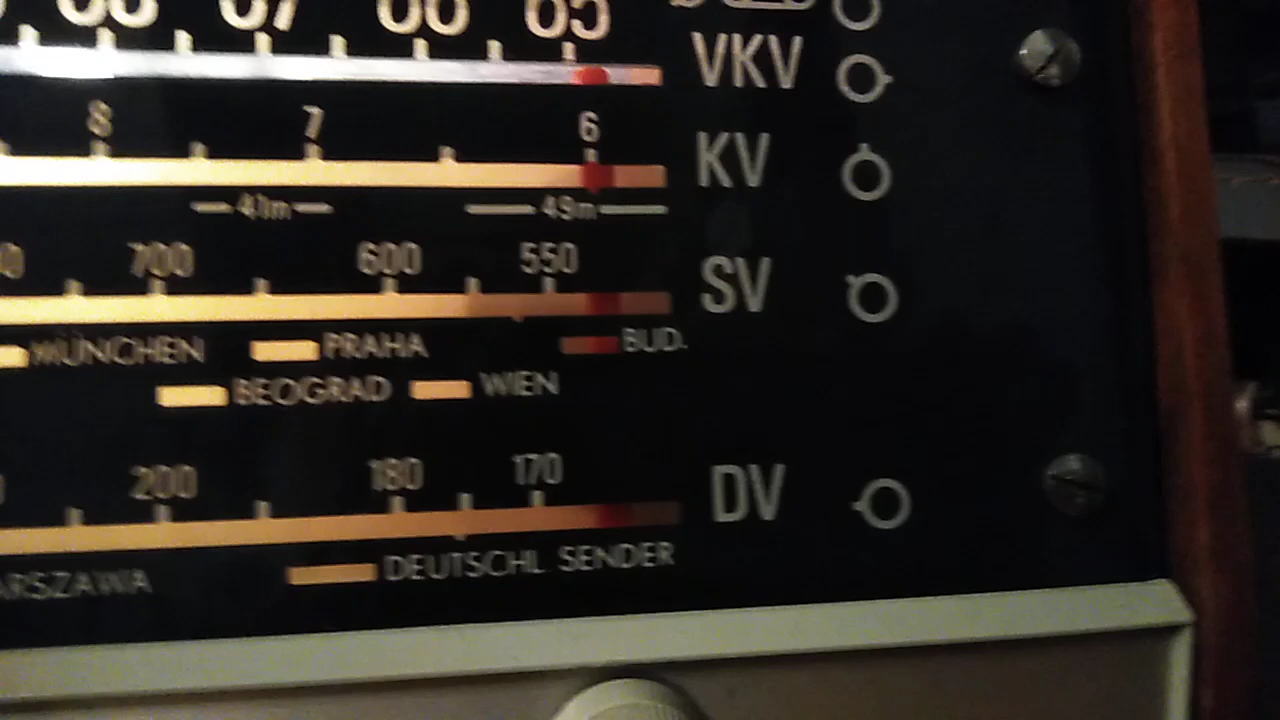 67 66 65
VKV
8 7 6
KV
41m 49m
700 600 550
SV
MÜNCHEN PRAHA BUD.
BEOGRAD WIEN
200 180 170
DV
DEUTSCHL SENDER